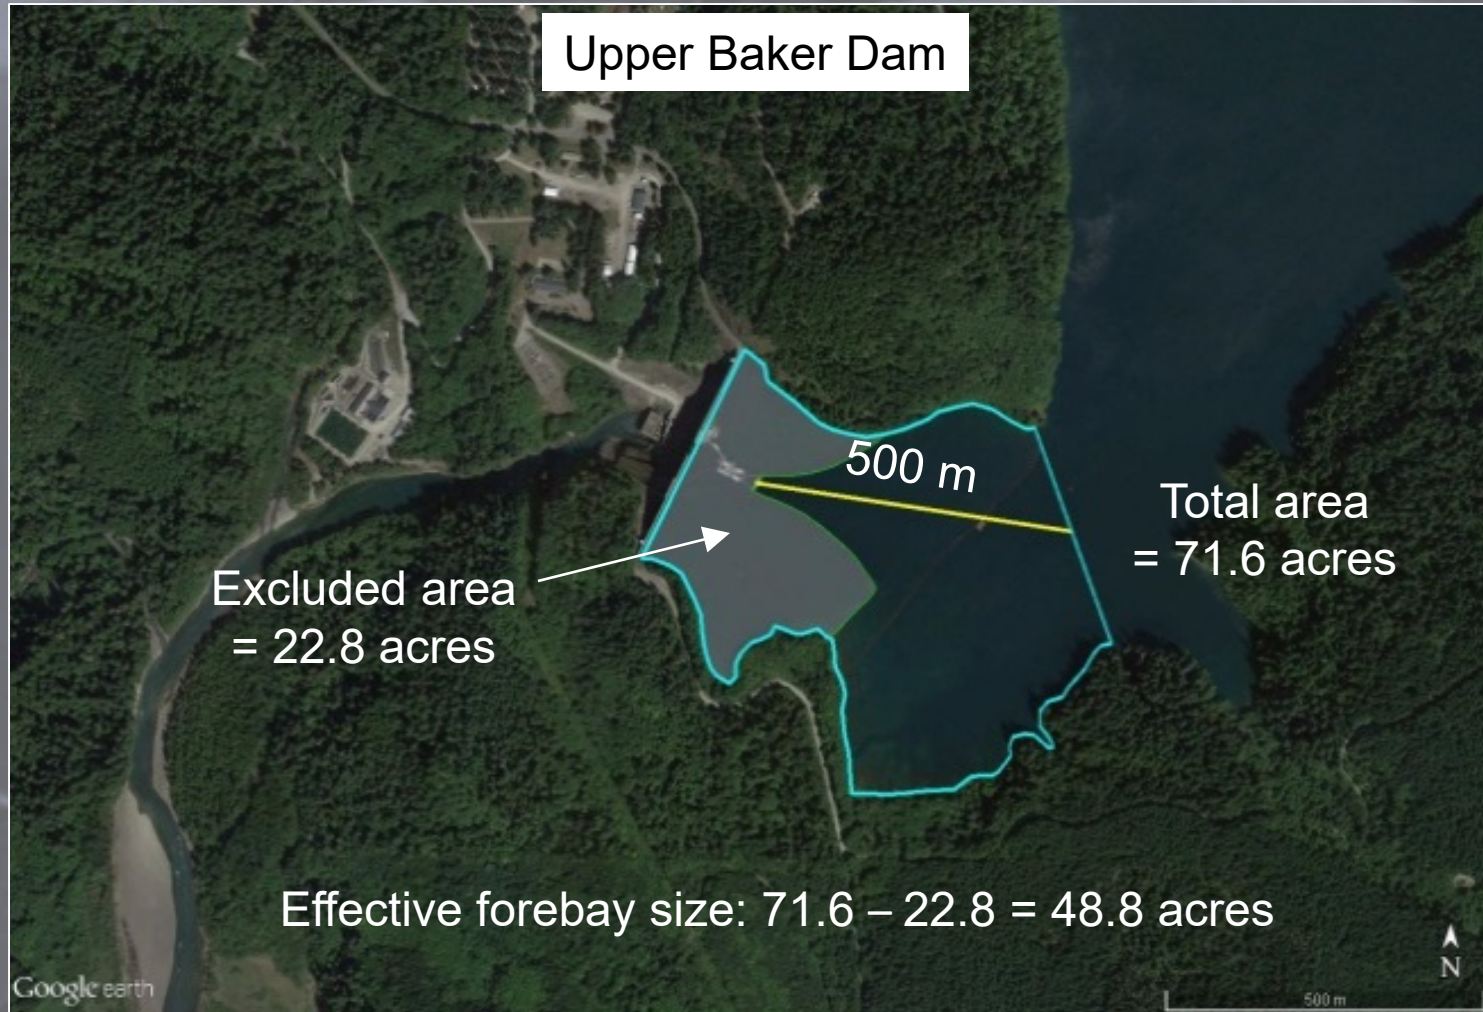 Upper Baker Dam
500 m
Total area
= 71.6 acres
Excluded area
= 22.8 acres
Effective forebay size: 71.6 – 22.8 = 48.8 acres
N
Google earth
500 m